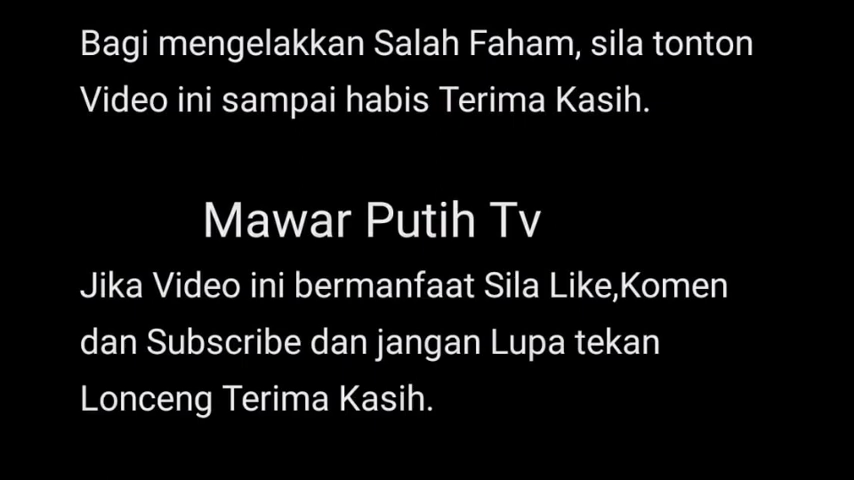 Bagi mengelakkan Salah Faham, sila tonton
Video ini sampai habis Terima Kasih.
Mawar Putih Tv
Jika Video ini bermanfaat Sila Like,Komen
dan Subscribe dan jangan Lupa tekan
Lonceng Terima Kasih.